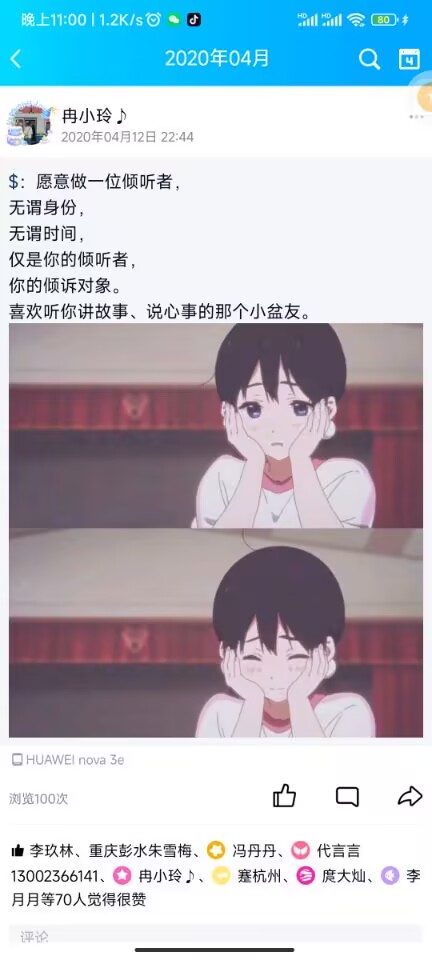 晚上11:00 | 1.2K/s
HD HD 80
2020年04月
4
冉小玲♪
2020年04月12日 22:44
$：愿意做一位倾听者，
无谓身份，
无谓时间，
仅是你的倾听者，
你的倾诉对象。
喜欢听你讲故事、说心事的那个小盆友。
HUAWEI nova 3e
浏览100次
李玖林、重庆彭水朱雪梅、 冯丹丹、 代言言
13002366141、 冉小玲♪、 蹇杭州、 庹大灿、 李
月月等70人觉得很赞
评论